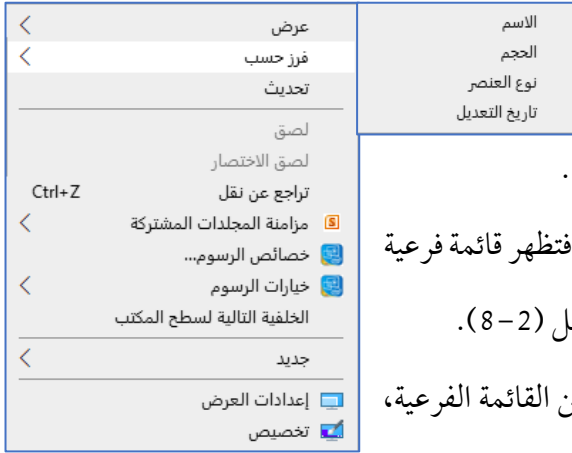 عرض
فرز حسب
تحديث
لصق
لصق الاختصار
تراجع عن نقل Ctrl+Z
مزامنة المجلدات المشتركة
خصائص الرسوم...
خيارات الرسوم
الخلفية التالية لسطح المكتب
جديد
إعدادات العرض
تخصيص
الاسم
الحجم
نوع العنصر
تاريخ التعديل
.
فتظهر قائمة فرعية
ل (2-8).
ن القائمة الفرعية،